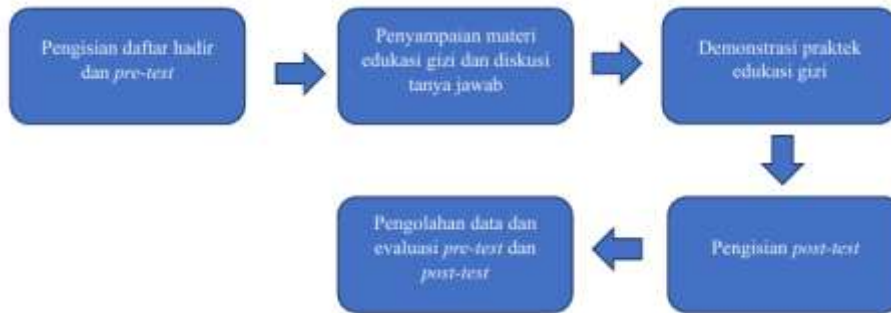 Pengisian daftar hadir
dan pre-test
Penyampaian materi
edukasi gizi dan diskusi
tanya jawab
Demonstrasi praktek
edukasi gizi
Pengisian post-test
Pengolahan data dan
evaluasi pre-test dan
post-test